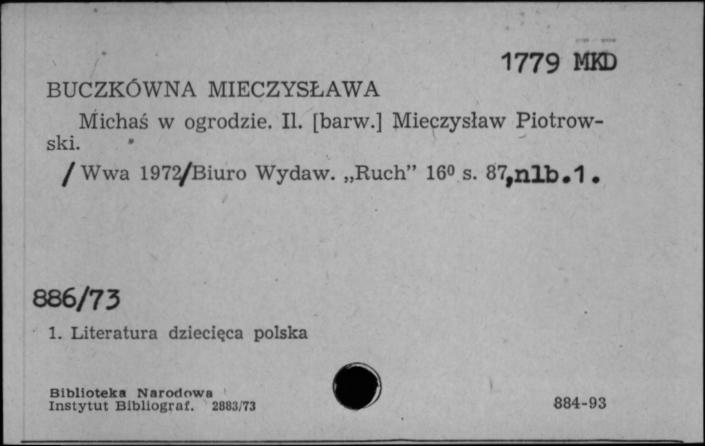 1779 MKD
BUCZKÓWNA MIECZYSŁAWA
Michaś w ogrodzie. Il. [barw.] Mieczysław Piotrow-
ski.
/ Wwa 1972/Biuro Wydaw. „Ruch” 16⁰ s. 87,nlb.1.
886/73
1. Literatura dziecięca polska
Biblioteka Narodowa
Instytut Bibliograf. 2883/73
884-93